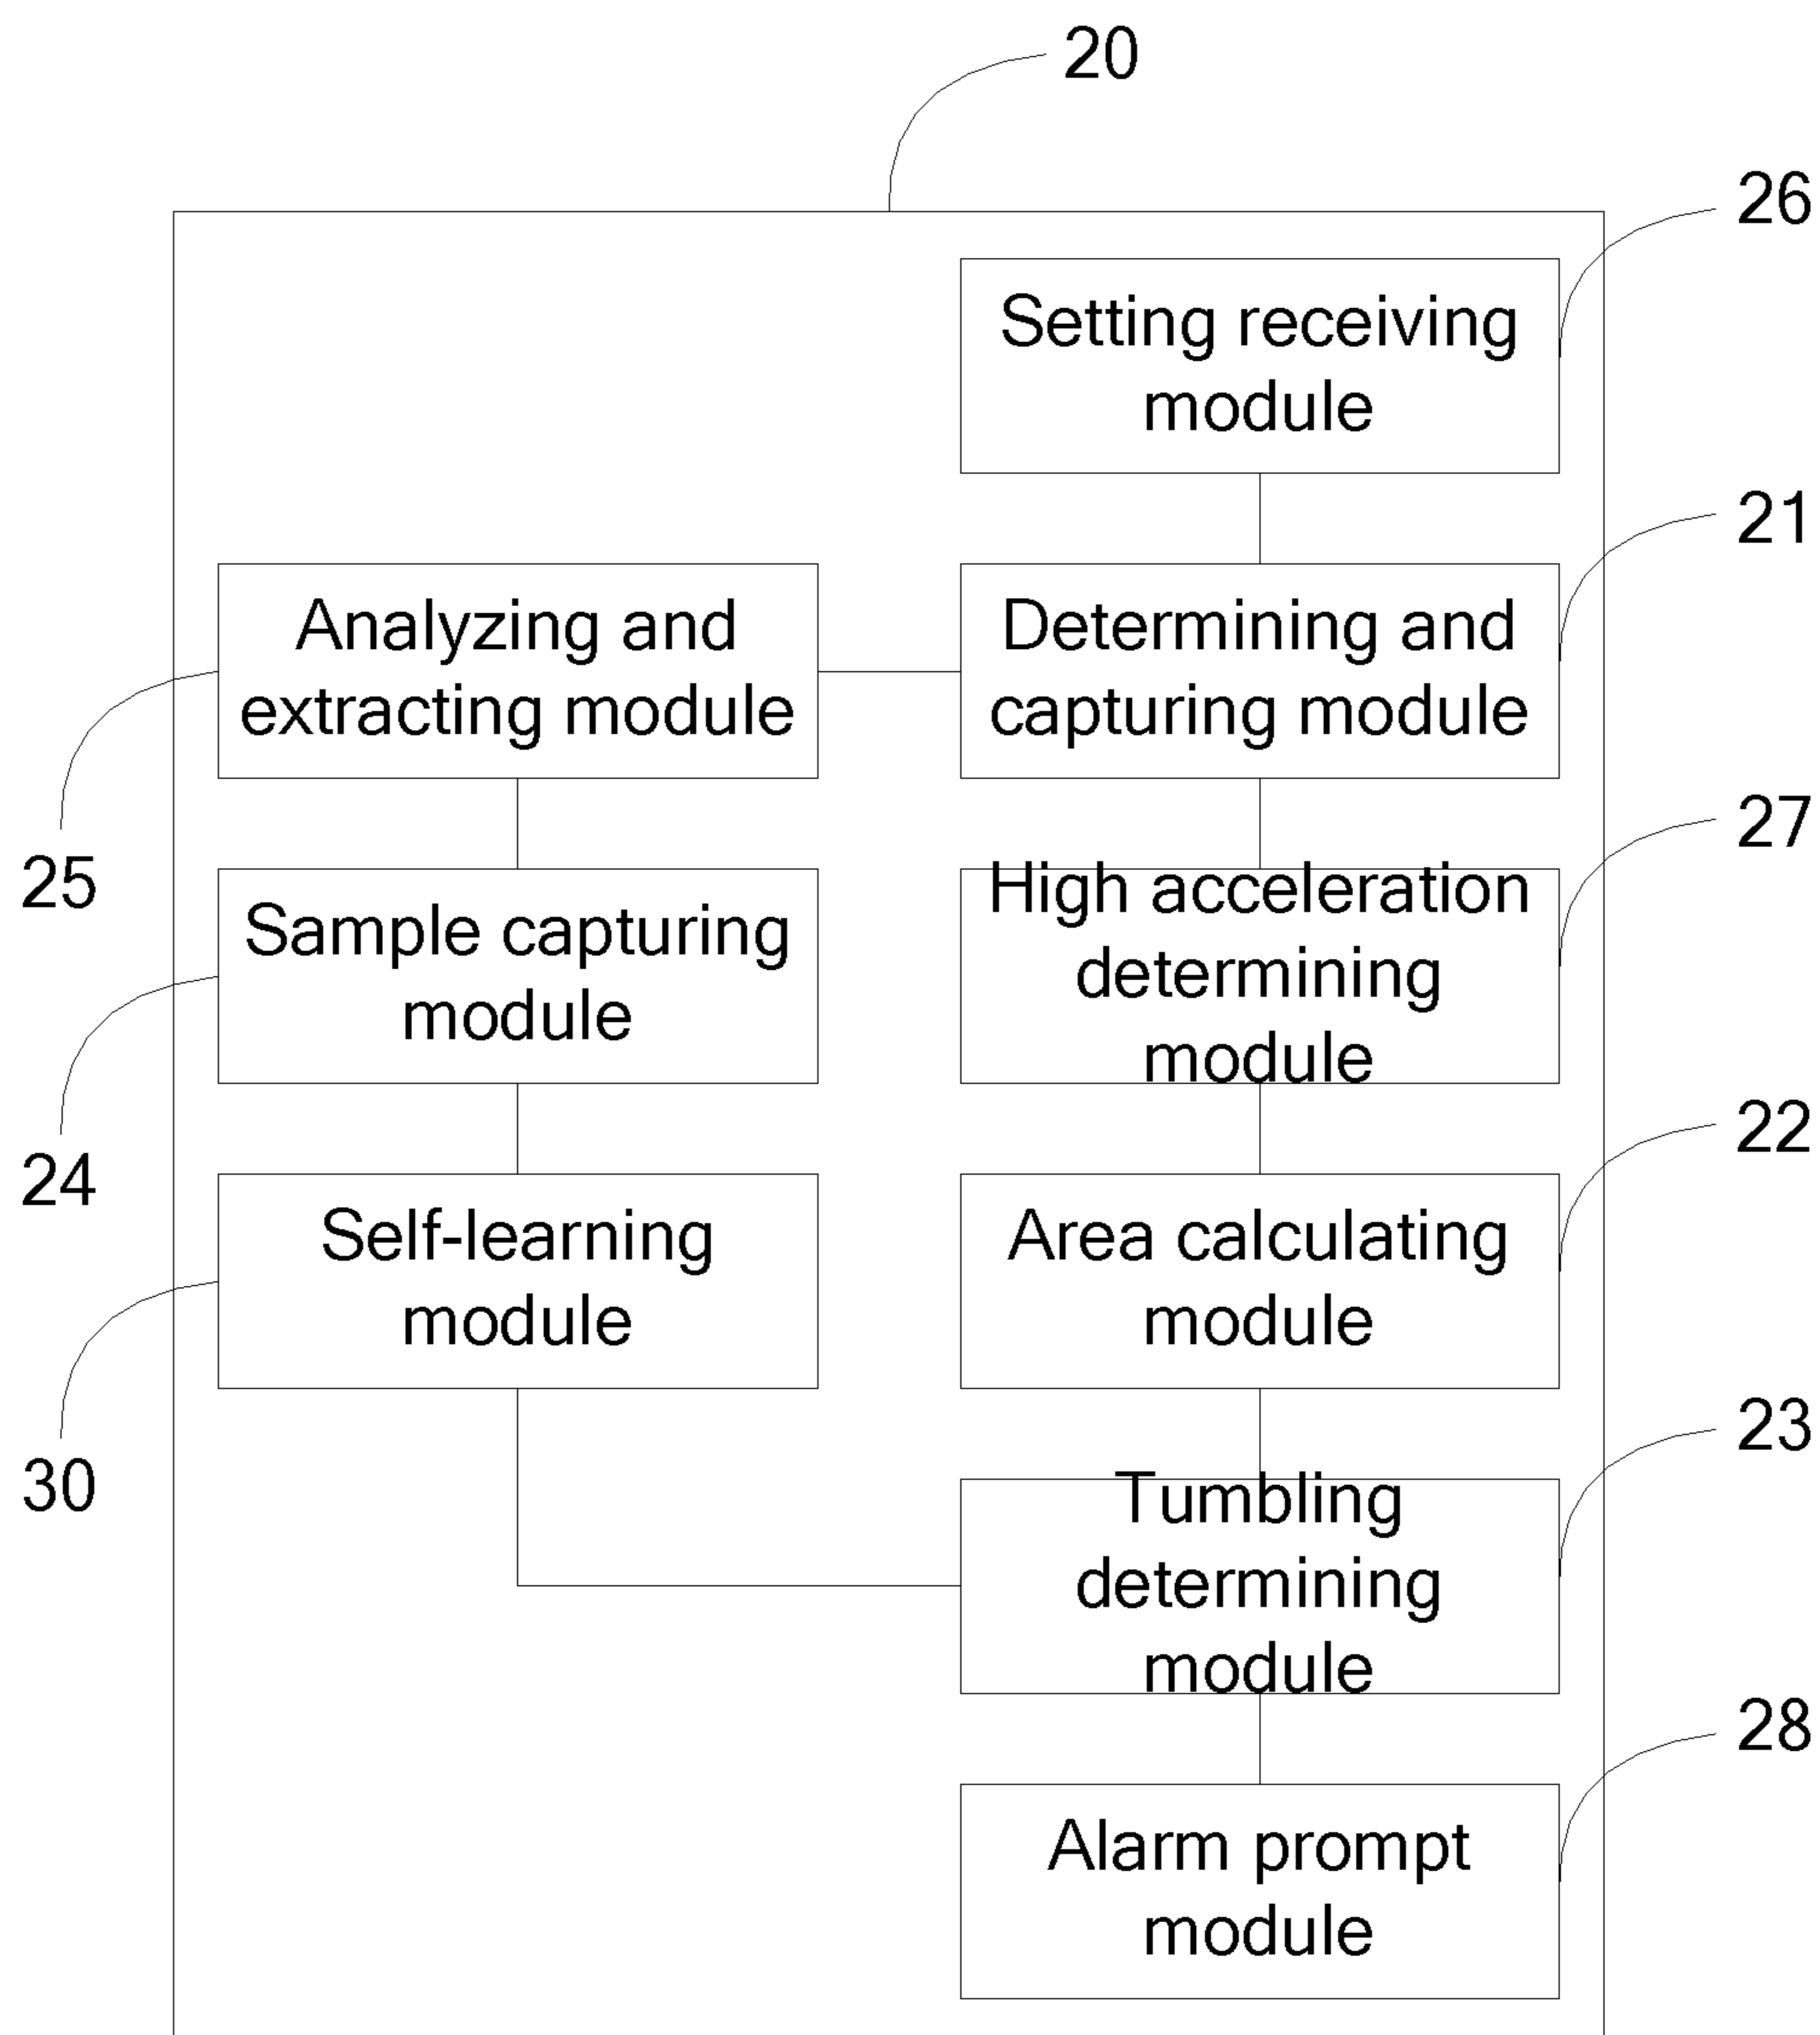 20
26
Setting receiving
module
21
Analyzing and
extracting module
Determining and
capturing module
25
27
Sample capturing
module
High acceleration
determining
module
24
22
Self-learning
module
Area calculating
module
30
23
Tumbling
determining
module
28
Alarm prompt
module